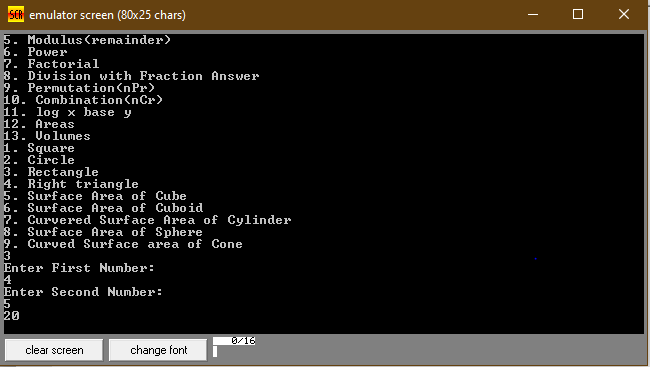 SCR emulator screen (80x25 chars)
5. Modulus(remainder)
6. Power
7. Factorial
8. Division with Fraction Answer
9. Permutation(nPr)
10. Combination(nCr)
11. log x base y
12. Areas
13. Volumes
1. Square
2. Circle
3. Rectangle
4. Right triangle
5. Surface Area of Cube
6. Surface Area of Cuboid
7. Curvered Surface Area of Cylinder
8. Surface Area of Sphere
9. Curved Surface area of Cone
3
Enter First Number:
4
Enter Second Number:
5
20
clear screen change font 0/16